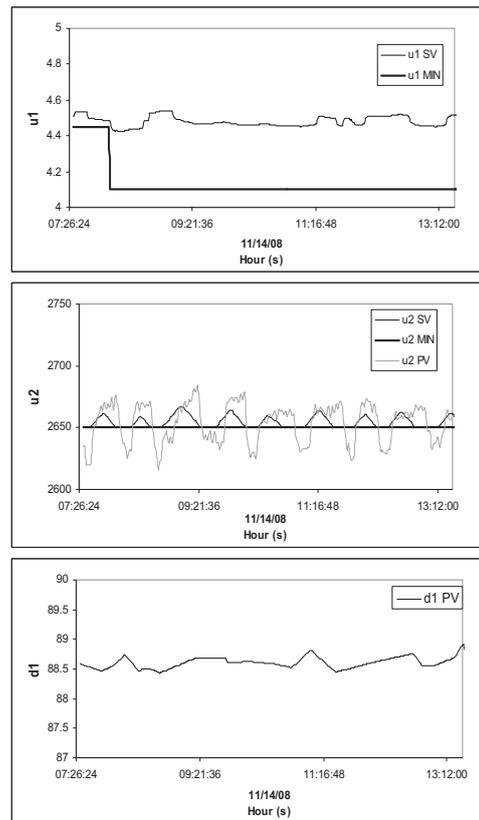 5
4.8
4.6
4.4
4.2
4
u1
u1 SV
u1 MIN
07:26:24 09:21:36 11:16:48 13:12:00
11/14/08
Hour (s)
2750
2700
2650
2600
u2
u2 SV
u2 MIN
u2 PV
07:26:24 09:21:36 11:16:48 13:12:00
11/14/08
Hour (s)
90
89.5
89
88.5
88
87.5
87
d1
d1 PV
07:26:24 09:21:36 11:16:48 13:12:00
11/14/08
Hour (s)